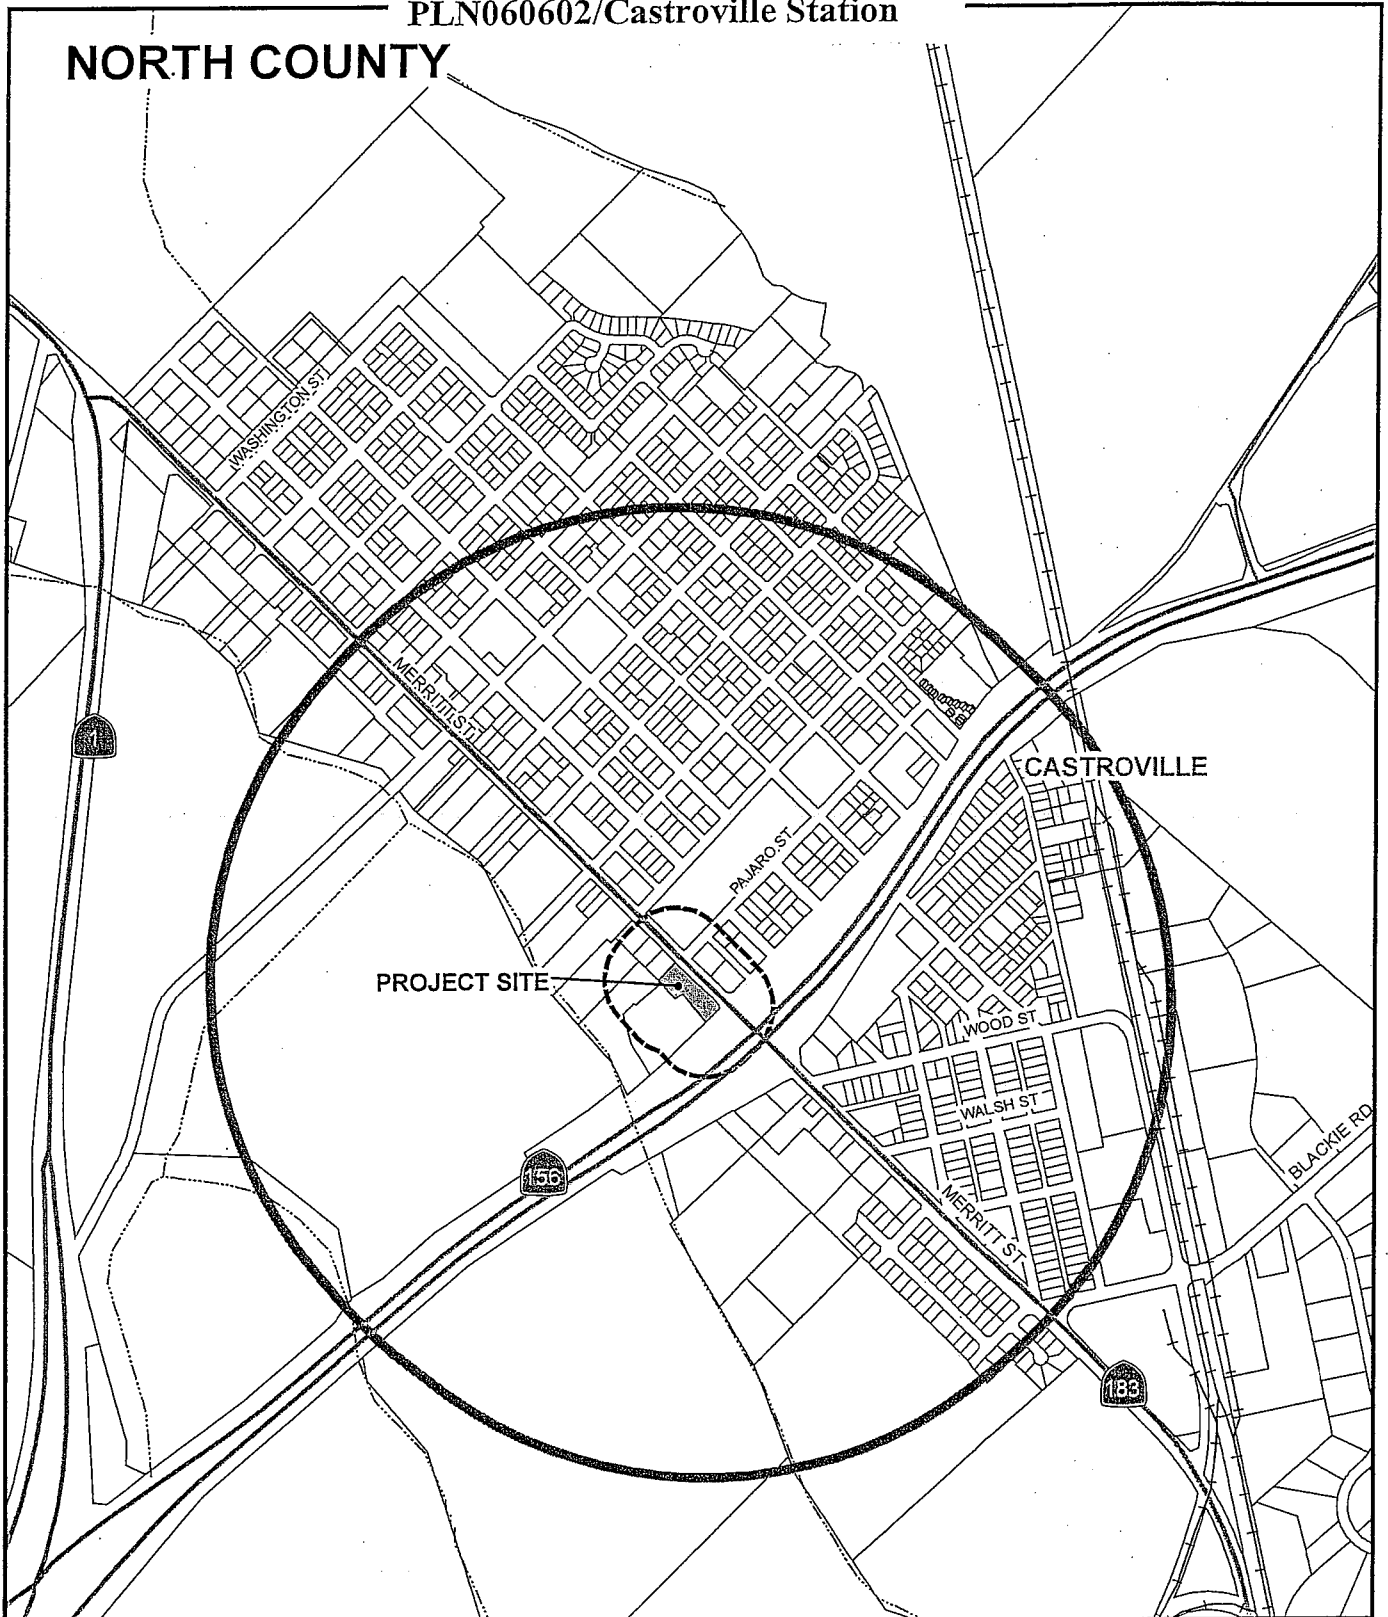 PLN060602/Castroville Station
NORTH COUNTY
WASHINGTON ST
MERRITT ST
1
CASTROVILLE
PAJARO ST
PROJECT SITE
WOOD ST
WALSH ST
BLACKIE RD
156
MERRITT ST
183